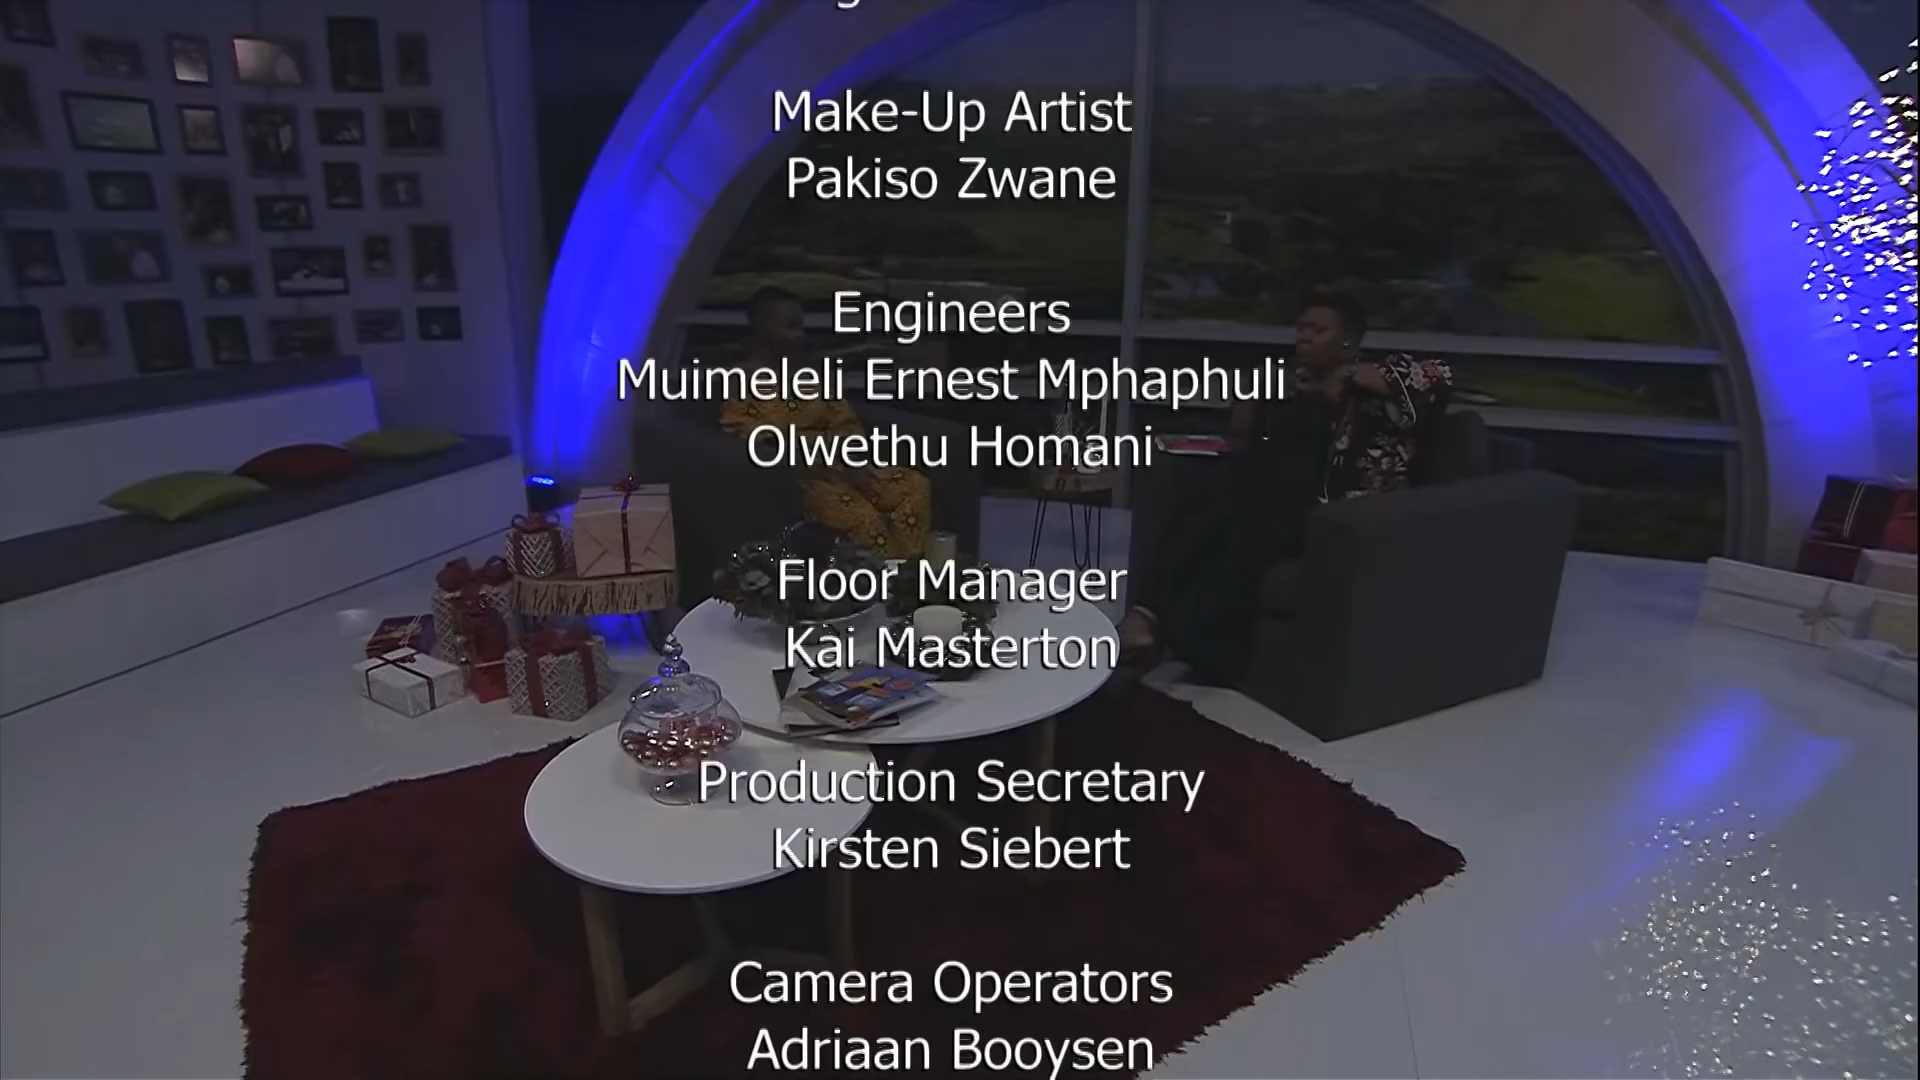 Make-Up Artist
Pakiso Zwane
Engineers
Muimeleli Ernest Mphaphuli
Olwethu Homani
Floor Manager
Kai Masterton
Production Secretary
Kirsten Siebert
Camera Operators
Adriaan Booysen